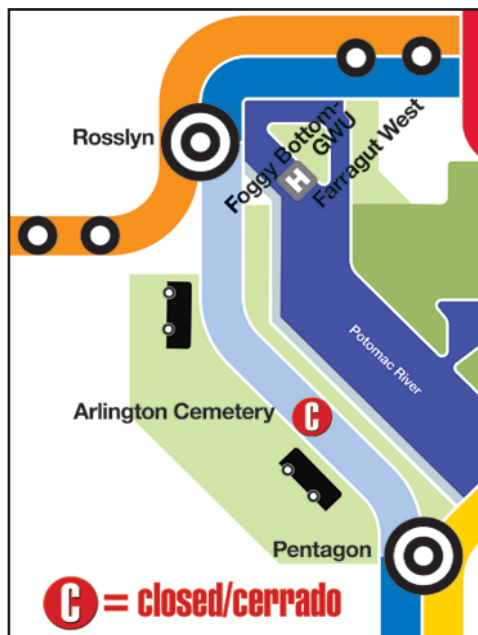 Rosslyn
Foggy Bottom-
GWU
Farragut West
H
Potomac River
Arlington Cemetery
C
Pentagon
C = closed/cerrado